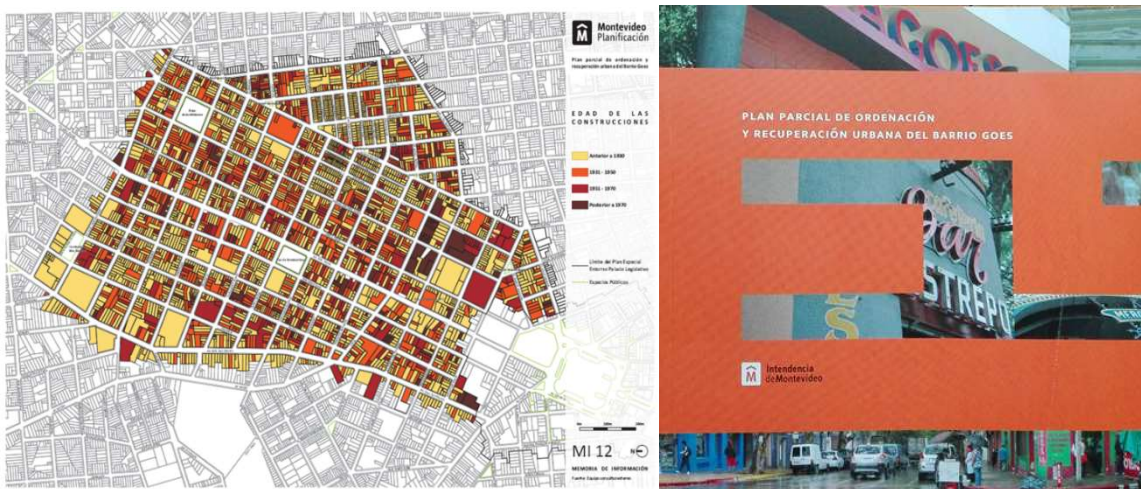 Montevideo
Planificación
Plan parcial de ordenación y
recuperación urbana del Barrio Goes
EDAD DE LAS
CONSTRUCCIONES
Anterior a 1930
1931 - 1950
1951 - 1970
Posterior a 1970
Límite del Plan Especial
Entorno Palacio Legislativo
Espacios Públicos
MI 12
N
MEMORIA DE INFORMACIÓN
GOES
PLAN PARCIAL DE ORDENACIÓN
Y RECUPERACIÓN URBANA DEL BARRIO GOES
Bar
STREPO
MFRO
Intendencia
deMontevideo